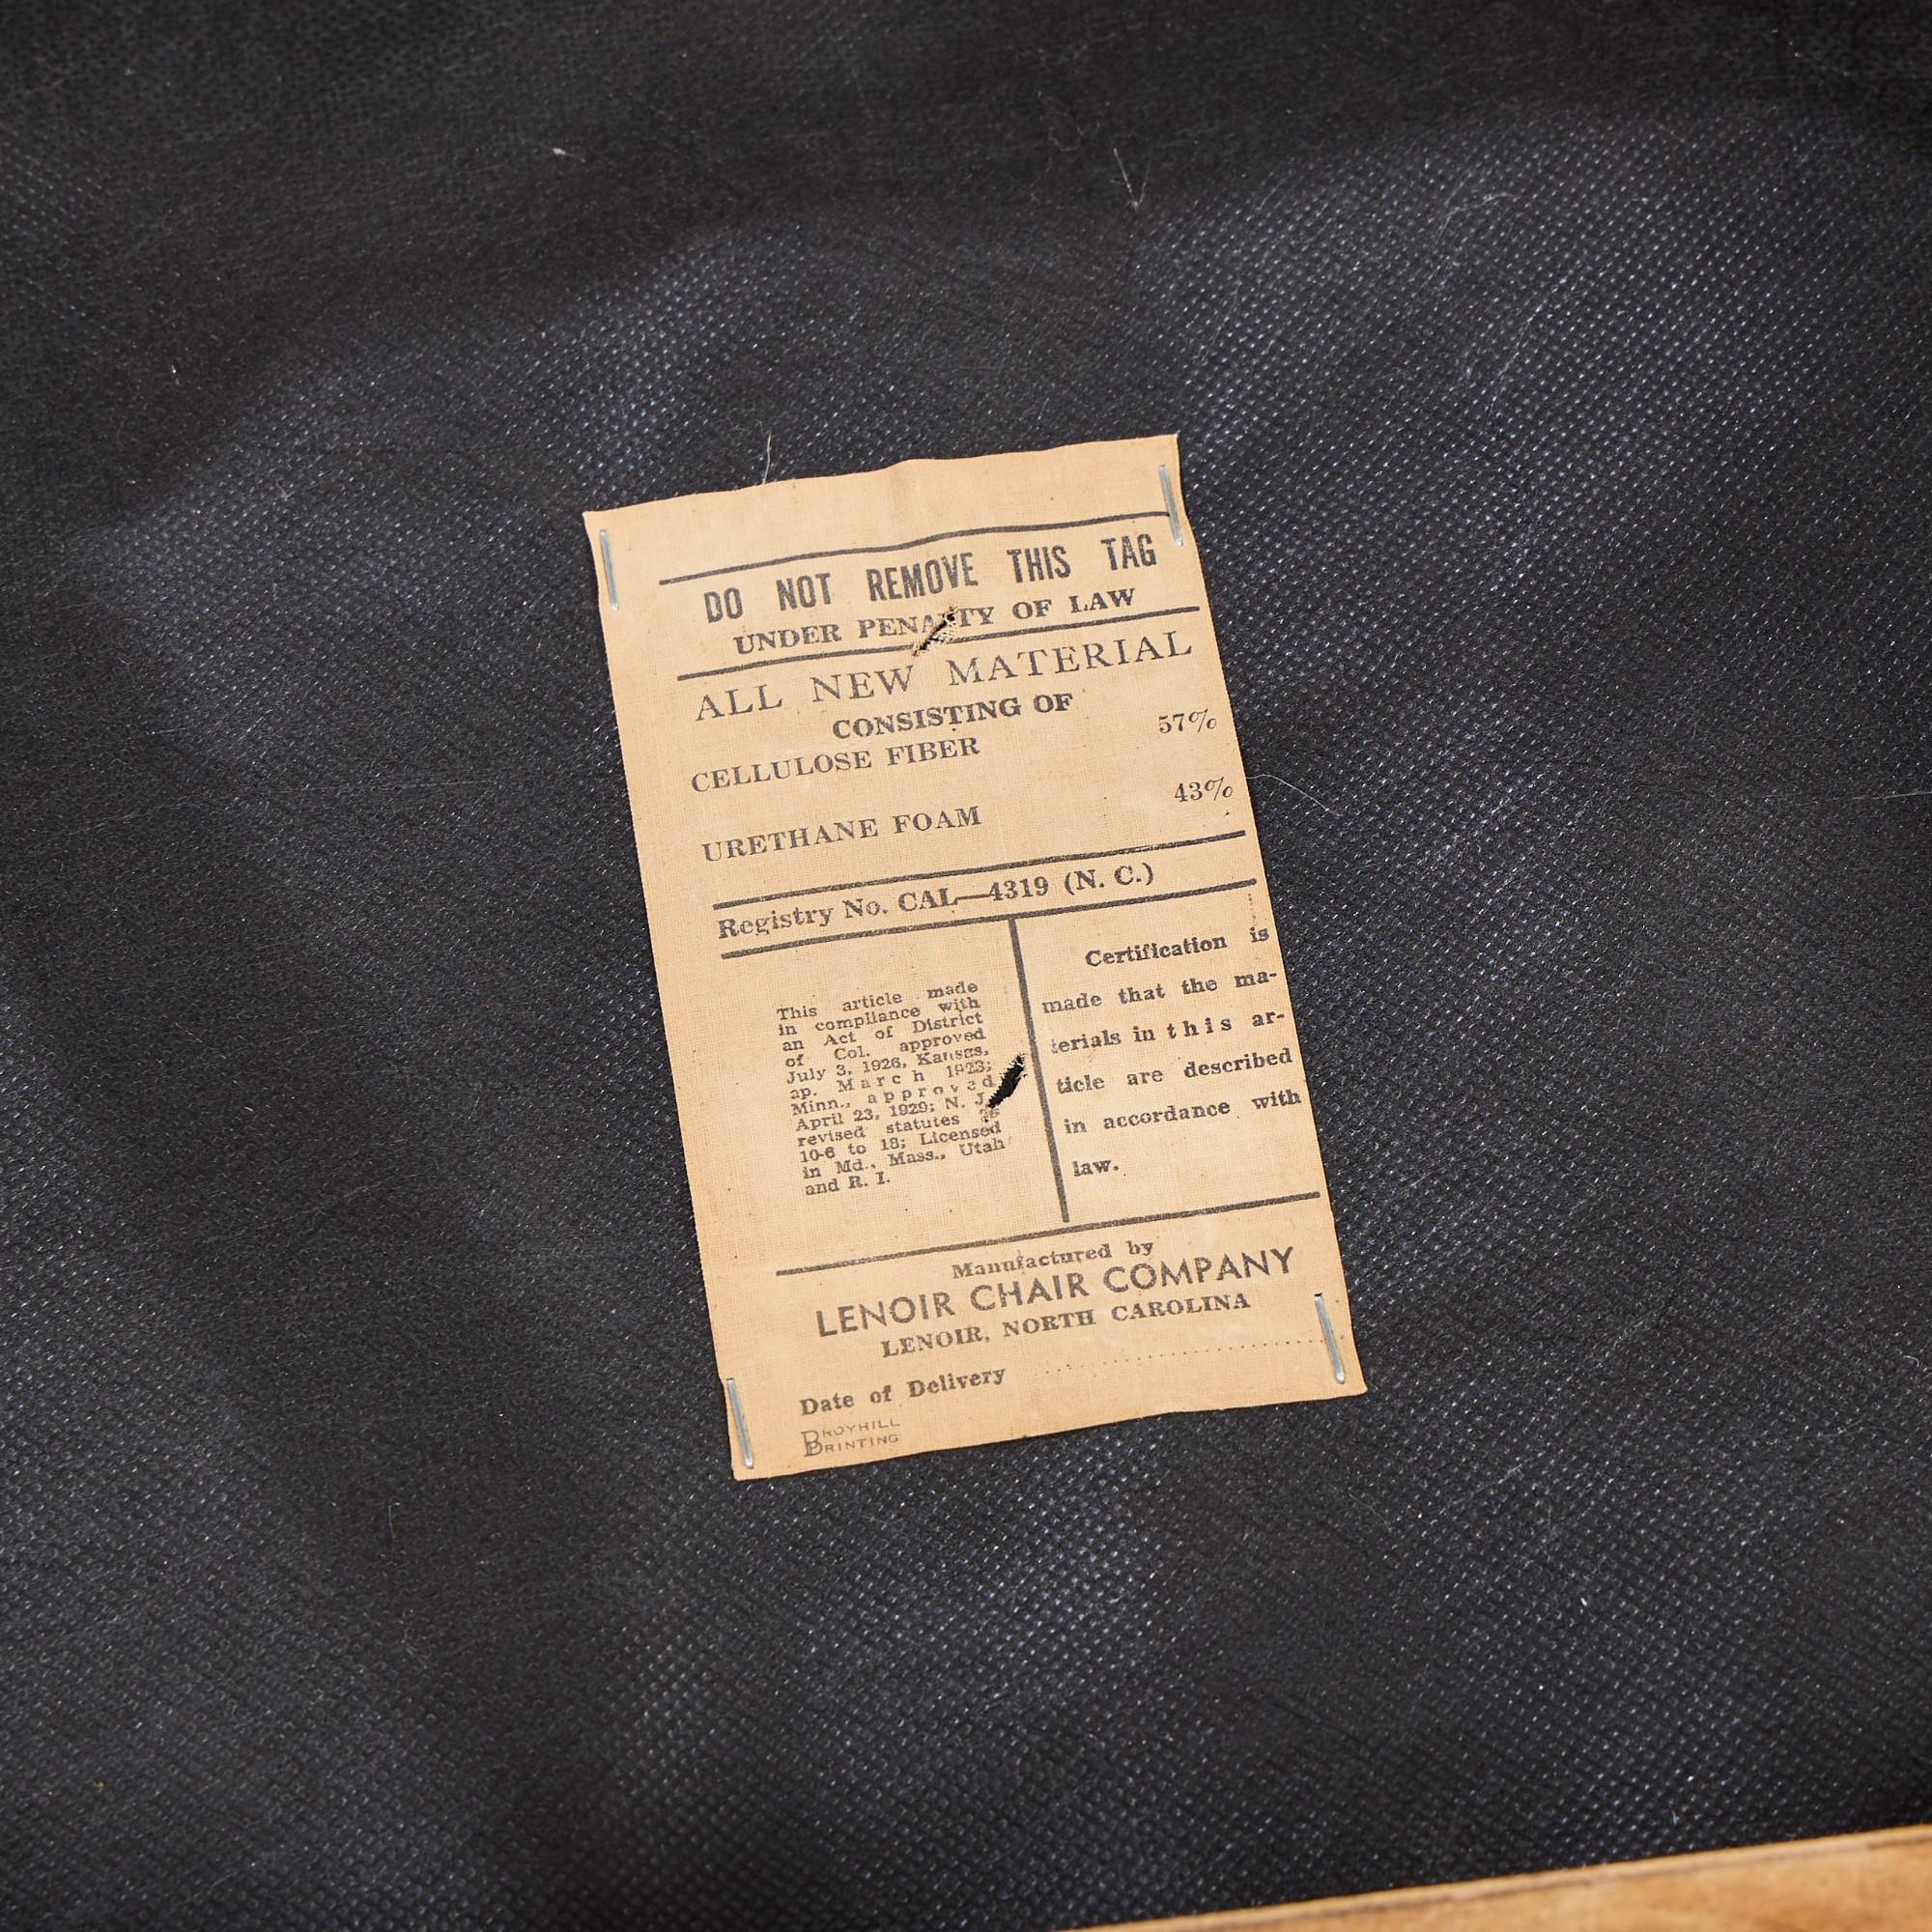 DO NOT REMOVE THIS TAG
UNDER PENALTY OF LAW
ALL NEW MATERIAL
CONSISTING OF
CELLULOSE FIBER 57%
URETHANE FOAM 43%
Registry No. CAL—4319 (N. C.)
This article made
in compliance with
an Act of District
of Col. approved
July 3, 1926, Kansas,
ap. March 1923;
Minn., approved
April 23, 1929; N. J.
revised statutes 26
10-6 to 18; Licensed
in Md., Mass., Utah
and R. I.
Certification is
made that the ma-
terials in this ar-
ticle are described
in accordance with
law.
Manufactured by
LENOIR CHAIR COMPANY
LENOIR, NORTH CAROLINA
Date of Delivery ..............................
BROYHILL
PRINTING